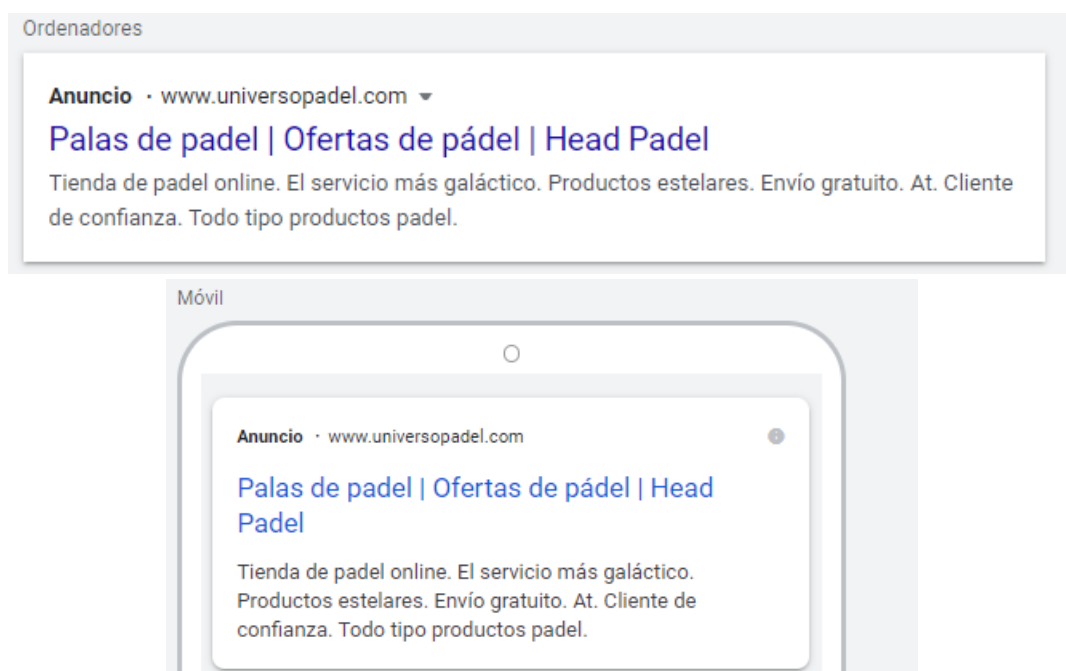 Ordenadores
Anuncio · www.universopadel.com
Palas de padel | Ofertas de pádel | Head Padel
Tienda de padel online. El servicio más galáctico. Productos estelares. Envío gratuito. At. Cliente
de confianza. Todo tipo productos padel.
Móvil
Anuncio · www.universopadel.com
Palas de padel | Ofertas de pádel | Head
Padel
Tienda de padel online. El servicio más galáctico.
Productos estelares. Envío gratuito. At. Cliente de
confianza. Todo tipo productos padel.